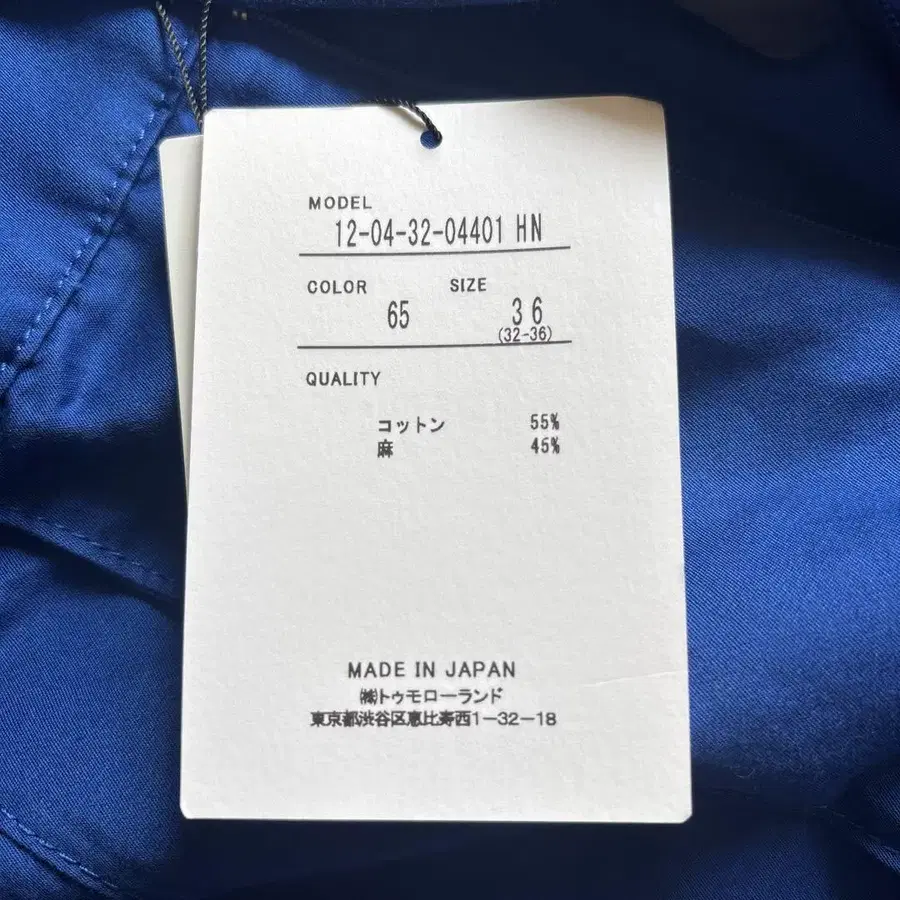 MODEL
12-04-32-04401 HN
COLOR SIZE
65 36
(32-36)
QUALITY
コットン 55%
麻 45%
MADE IN JAPAN
㈱トゥモローランド
東京都渋谷区恵比寿西1-32-18